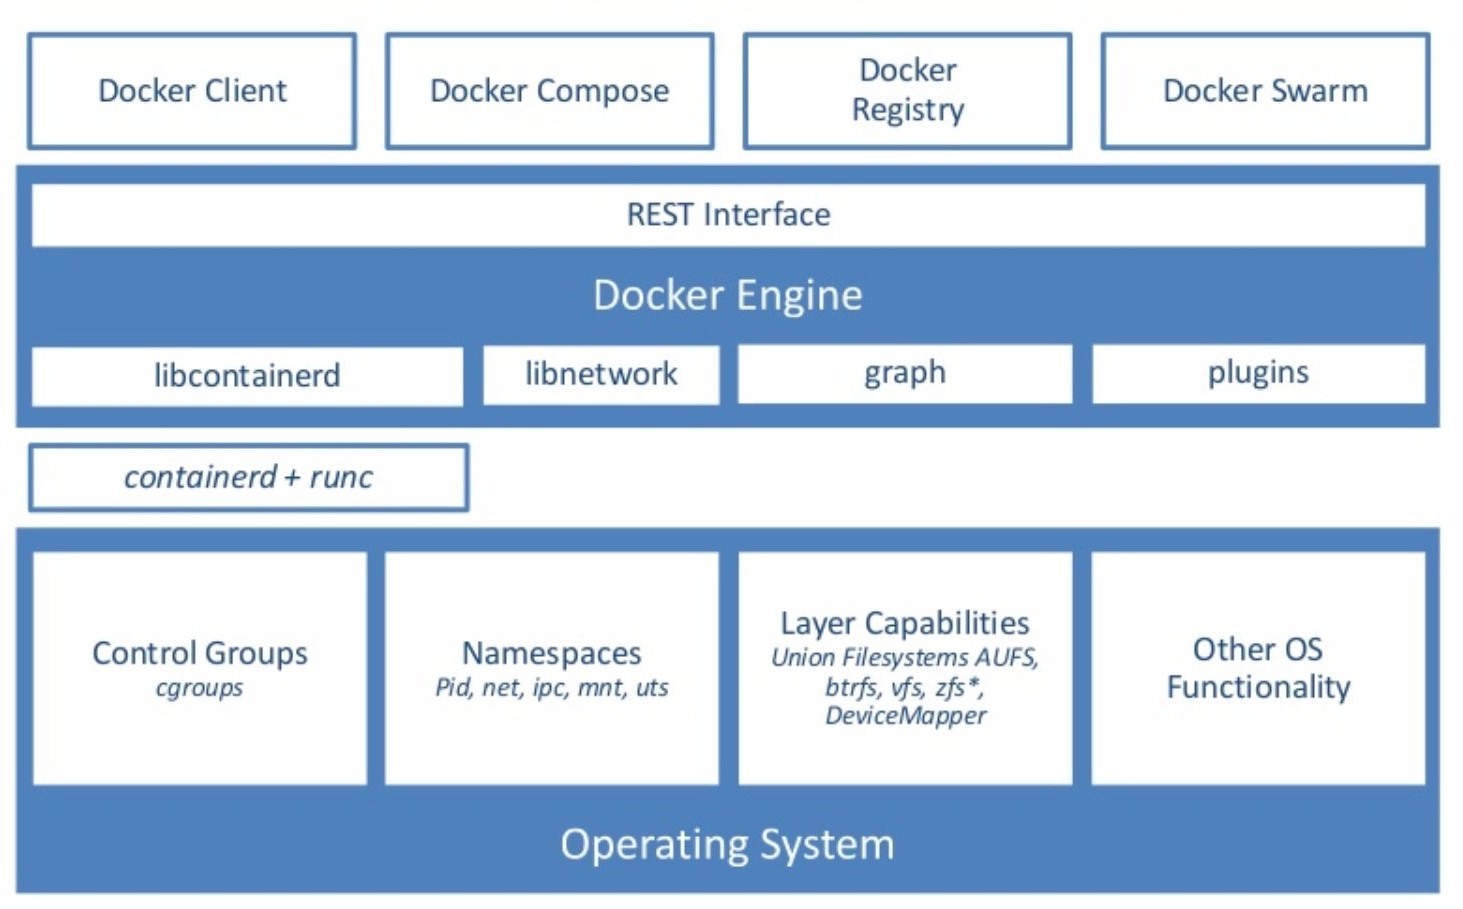 Docker Client
Docker Compose
Docker
Registry
Docker Swarm
REST Interface
Docker Engine
libcontainerd
libnetwork
graph
plugins
containerd + runc
Control Groups
cgroups
Namespaces
Pid, net, ipc, mnt, uts
Layer Capabilities
Union Filesystems AUFS,
btrfs, vfs, zfs*,
DeviceMapper
Other OS
Functionality
Operating System